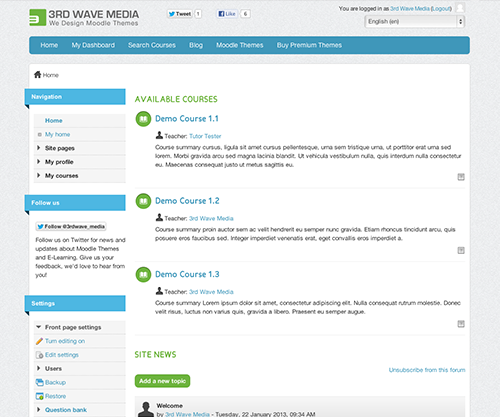 3RD WAVE MEDIA
We Design Moodle Themes
Tweet 1
Like 6
You are logged in as 3rd Wave Media (Logout)
English (en)
Home My Dashboard Search Courses Blog Moodle Themes Buy Premium Themes
Home
Navigation
Home
My home
Site pages
My profile
My courses
Follow us
Follow @3rdwave_media
Follow us on Twitter for news and
updates about Moodle Themes
and E-Learning. Give us your
feedback, we'd love to hear from
you!
Settings
Front page settings
Turn editing on
Edit settings
Users
Backup
Restore
Question bank
AVAILABLE COURSES
Demo Course 1.1
Teacher: Tutor Tester
Course summary cursus, ligula sit amet cursus pellentesque, urna sem tristique urna, ut porttitor erat urna sed
lorem. Morbi gravida arcu sed magna lacinia blandit. Ut vehicula vestibulum nulla, quis interdum nulla consectetur
eu. Maecenas consequat justo ut metus sagittis eu.
Demo Course 1.2
Teacher: 3rd Wave Media
Course summary proin auctor sem ac velit hendrerit eu semper nunc gravida. Etiam rhoncus tincidunt arcu, quis
posuere eros faucibus sed. Integer imperdiet venenatis erat, eget convallis eros imperdiet a.
Demo Course 1.3
Teacher: 3rd Wave Media
Course summary Lorem ipsum dolor sit amet, consectetur adipiscing elit. Nulla consequat rutrum molestie. Donec
velit risus, luctus non varius quis, gravida a libero. Praesent eu semper augue.
SITE NEWS
Unsubscribe from this forum
Add a new topic
Welcome
by 3rd Wave Media - Tuesday, 22 January 2013, 09:34 AM